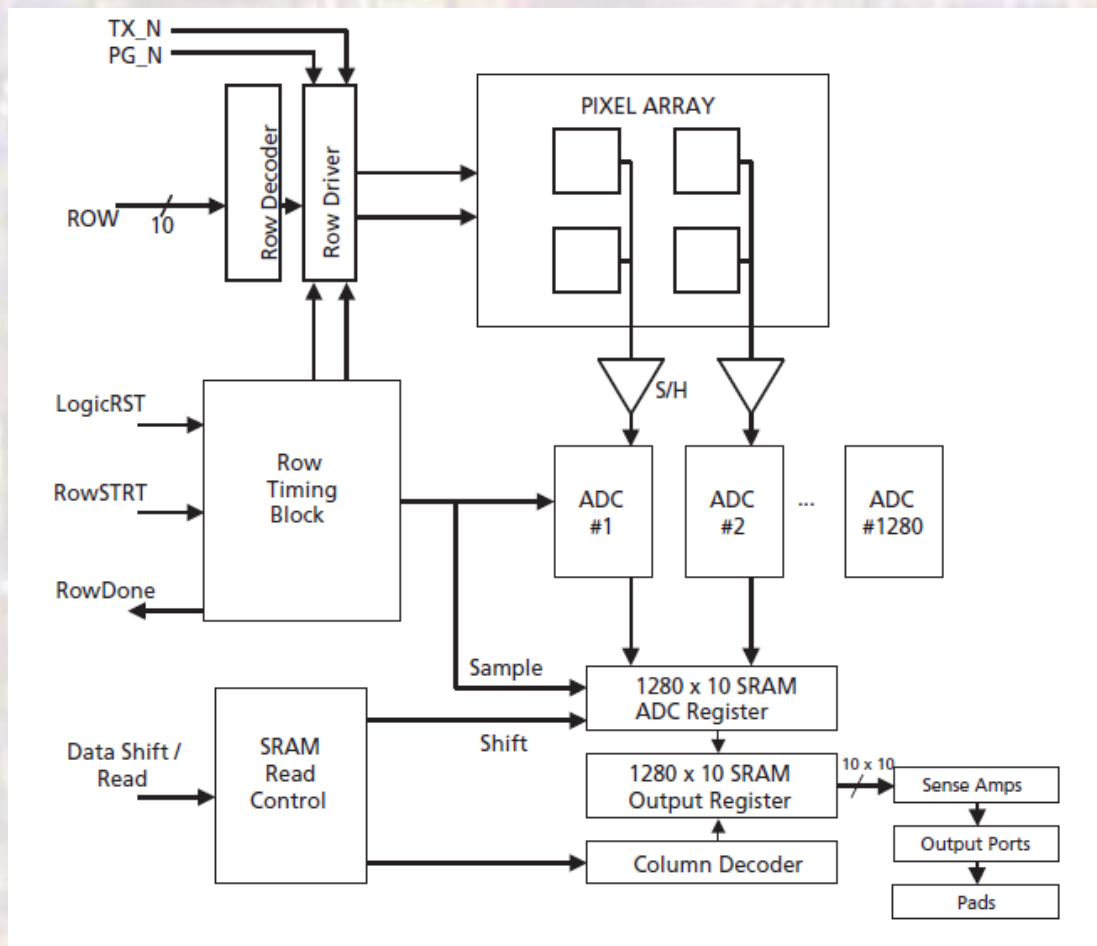 TX_N
PG_N
PIXEL ARRAY
Row Decoder
Row Driver
ROW
10
S/H
LogicRST
Row
Timing
Block
RowSTRT
ADC
#1
ADC
#2
...
ADC
#1280
RowDone
Sample
1280 x 10 SRAM
ADC Register
Shift
Data Shift /
Read
SRAM
Read
Control
1280 x 10 SRAM
Output Register
10 x 10
Sense Amps
Output Ports
Column Decoder
Pads